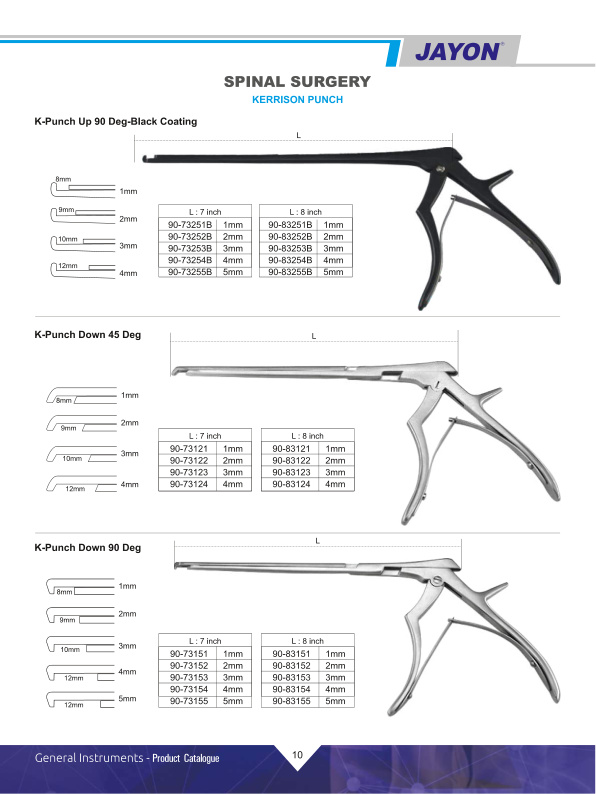 JAYON®
SPINAL SURGERY
KERRISON PUNCH
K-Punch Up 90 Deg-Black Coating
L
8mm
1mm
9mm
2mm
10mm
3mm
12mm
4mm
L : 7 inch
90-73251B 1mm
90-73252B 2mm
90-73253B 3mm
90-73254B 4mm
90-73255B 5mm
L : 8 inch
90-83251B 1mm
90-83252B 2mm
90-83253B 3mm
90-83254B 4mm
90-83255B 5mm
K-Punch Down 45 Deg
L
8mm
1mm
9mm
2mm
10mm
3mm
12mm
4mm
L : 7 inch
90-73121 1mm
90-73122 2mm
90-73123 3mm
90-73124 4mm
L : 8 inch
90-83121 1mm
90-83122 2mm
90-83123 3mm
90-83124 4mm
K-Punch Down 90 Deg
L
8mm
1mm
9mm
2mm
10mm
3mm
12mm
4mm
12mm
5mm
L : 7 inch
90-73151 1mm
90-73152 2mm
90-73153 3mm
90-73154 4mm
90-73155 5mm
L : 8 inch
90-83151 1mm
90-83152 2mm
90-83153 3mm
90-83154 4mm
90-83155 5mm
General Instruments - Product Catalogue
10